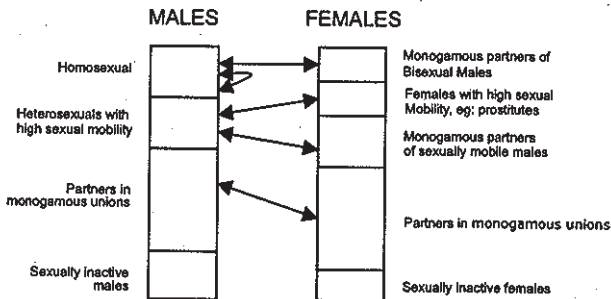 MALES
FEMALES
Homosexual
Heterosexuals with
high sexual mobility
Partners in
monogamous unions
Sexually inactive
males
Monogamous partners of
Bisexual Males
Females with high sexual
Mobility, eg: prostitutes
Monogamous partners
of sexually mobile males
Partners in monogamous unions
Sexually inactive females